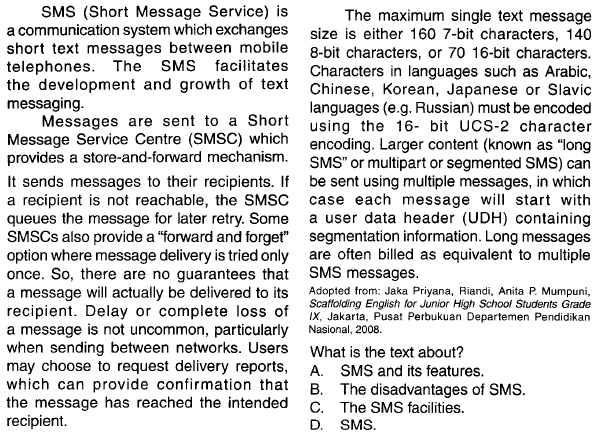 SMS (Short Message Service) is
a communication system which exchanges
short text messages between mobile
telephones. The SMS facilitates
the development and growth of text
messaging.
Messages are sent to a Short
Message Service Centre (SMSC) which
provides a store-and-forward mechanism.
It sends messages to their recipients. If
a recipient is not reachable, the SMSC
queues the message for later retry. Some
SMSCs also provide a "forward and forget"
option where message delivery is tried only
once. So, there are no guarantees that
a message will actually be delivered to its
recipient. Delay or complete loss of
a message is not uncommon, particularly
when sending between networks. Users
may choose to request delivery reports,
which can provide confirmation that
the message has reached the intended
recipient.
The maximum single text message
size is either 160 7-bit characters, 140
8-bit characters, or 70 16-bit characters.
Characters in languages such as Arabic,
Chinese, Korean, Japanese or Slavic
languages (e.g. Russian) must be encoded
using the 16- bit UCS-2 character
encoding. Larger content (known as "long
SMS" or multipart or segmented SMS) can
be sent using multiple messages, in which
case each message will start with
a user data header (UDH) containing
segmentation information. Long messages
are often billed as equivalent to multiple
SMS messages.
Adopted from: Jaka Priyana, Riandi, Anita P. Mumpuni,
Scaffolding English for Junior High School Students Grade
IX, Jakarta, Pusat Perbukuan Departemen Pendidikan
Nasional, 2008.
What is the text about?
A. SMS and its features.
B. The disadvantages of SMS.
C. The SMS facilities.
D. SMS.